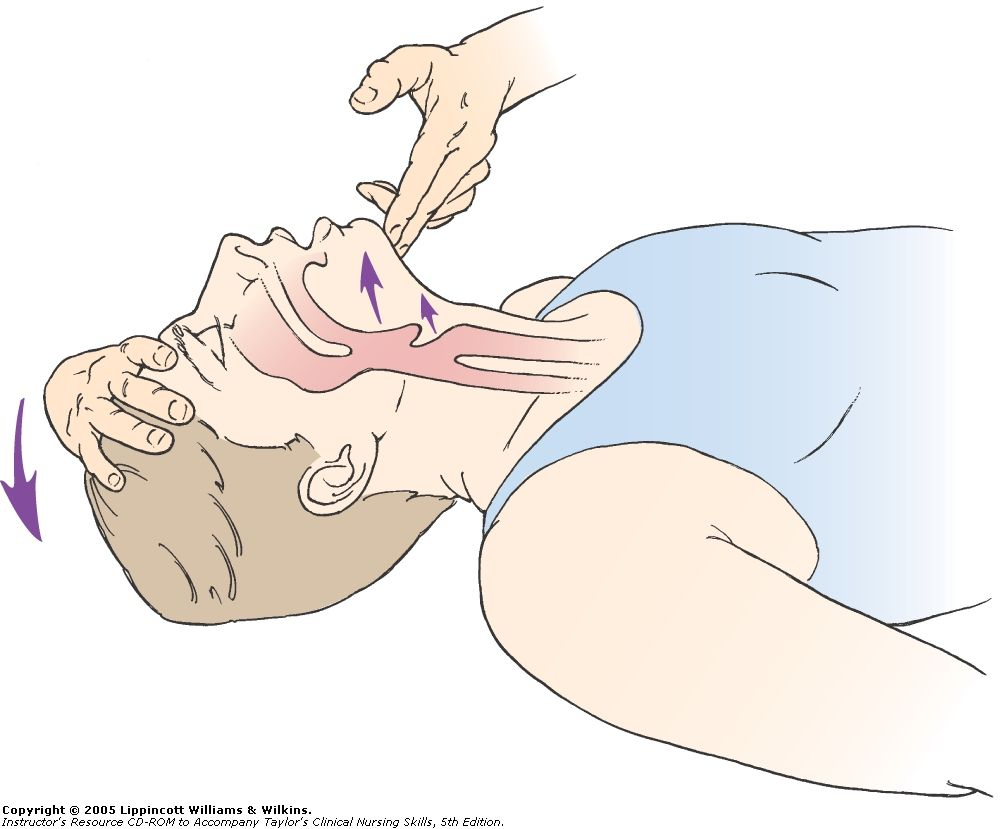 Copyright © 2005 Lippincott Williams & Wilkins.
Instructor's Resource CD-ROM to Accompany Taylor's Clinical Nursing Skills, 5th Edition.